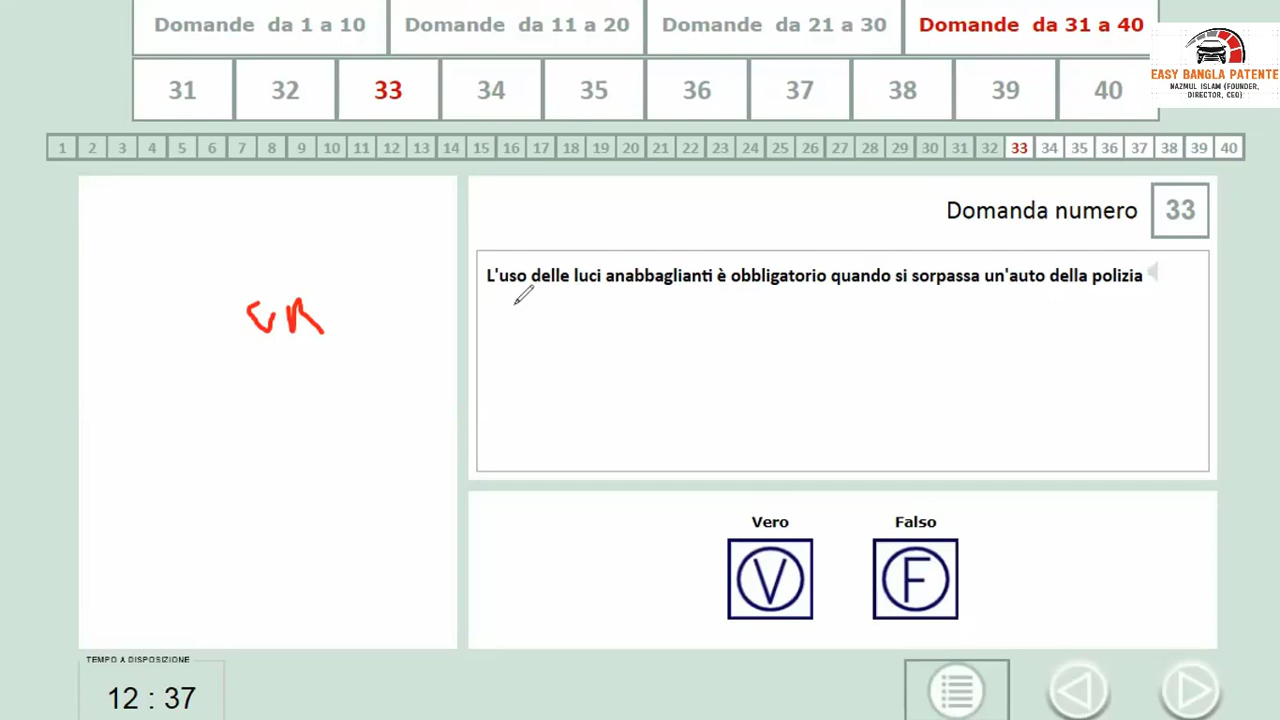 Domande da 1 a 10 Domande da 11 a 20 Domande da 21 a 30 Domande da 31 a 40
31 32 33 34 35 36 37 38 39 40
EASY BANGLA PATENTE
NAZMUL ISLAM (FOUNDER,
DIRECTOR, CEO)
1 2 3 4 5 6 7 8 9 10 11 12 13 14 15 16 17 18 19 20 21 22 23 24 25 26 27 28 29 30 31 32 33 34 35 36 37 38 39 40
Domanda numero 33
L'uso delle luci anabbaglianti è obbligatorio quando si sorpassa un'auto della polizia
Vero Falso
V F
TEMPO A DISPOSIZIONE
12 : 37